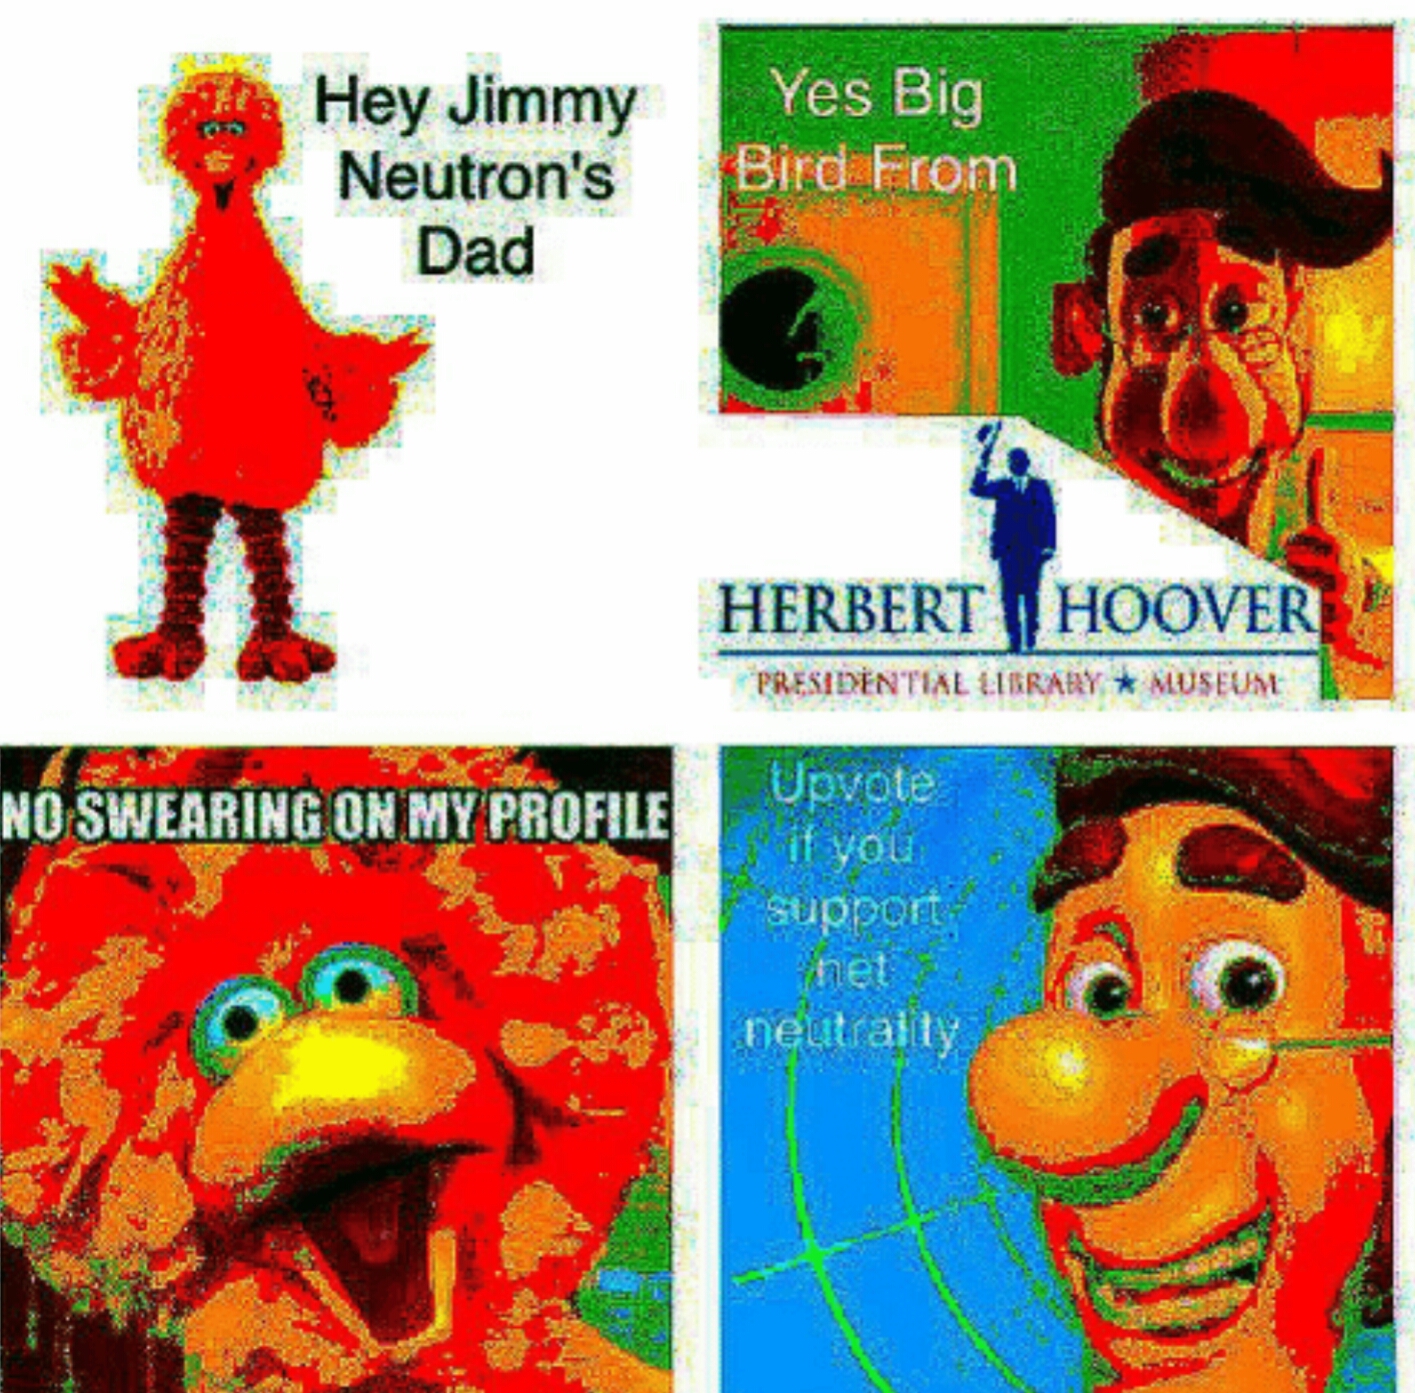 Hey Jimmy
Neutron's
Dad
Yes Big
Bird From
HERBERT HOOVER
PRESIDENTIAL LIBRARY ★ MUSEUM
NO SWEARING ON MY PROFILE
Upvote
if you
support
net
neutrality